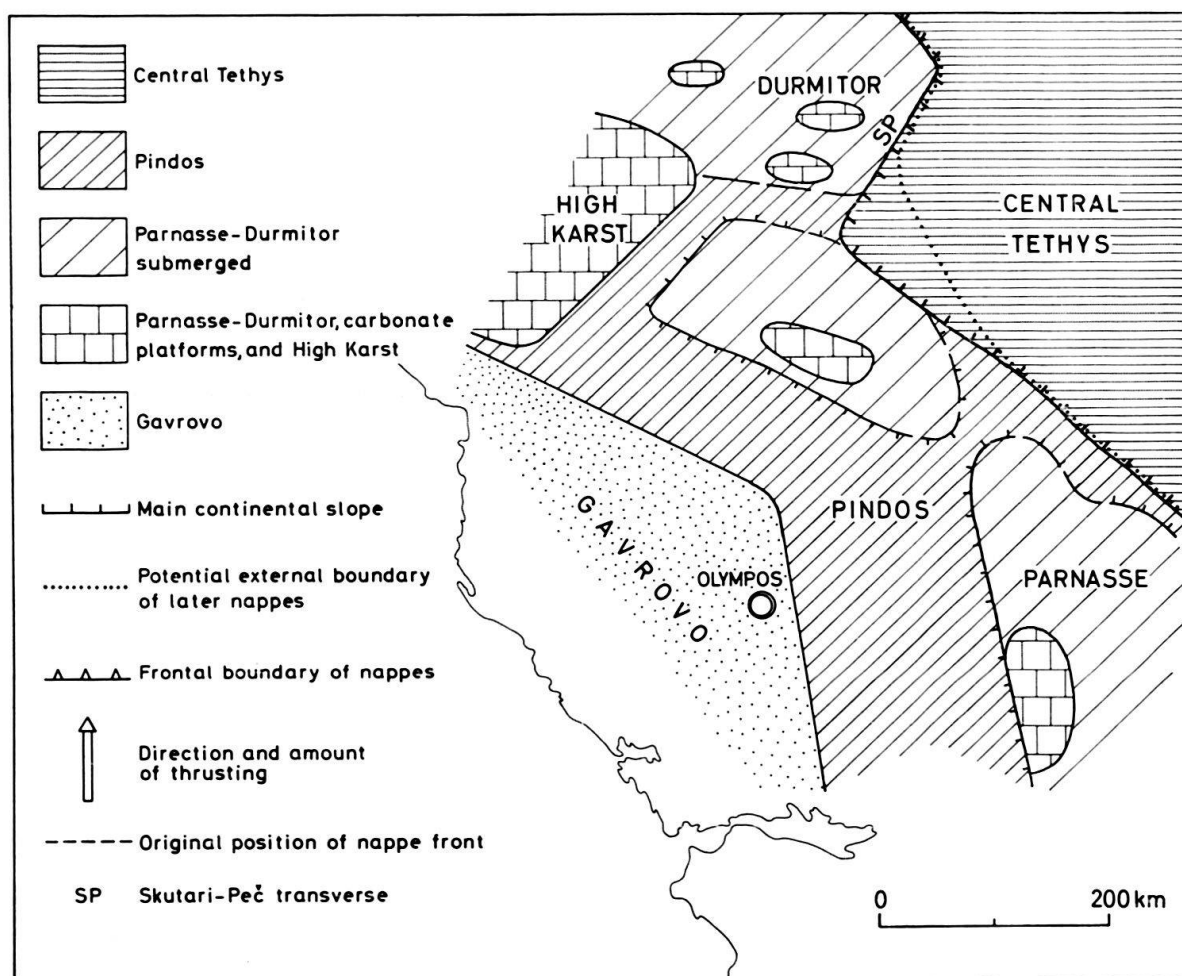 Central Tethys
Pindos
Parnasse-Durmitor
submerged
Parnasse-Durmitor, carbonate
platforms, and High Karst
Gavrovo
Main continental slope
Potential external boundary
of later nappes
Frontal boundary of nappes
Direction and amount
of thrusting
Original position of nappe front
SP Skutari-Peč transverse
DURMITOR
SP
HIGH
KARST
CENTRAL
TETHYS
PINDOS
GAVROVO
OLYMPOS
PARNASSE
0 200 km